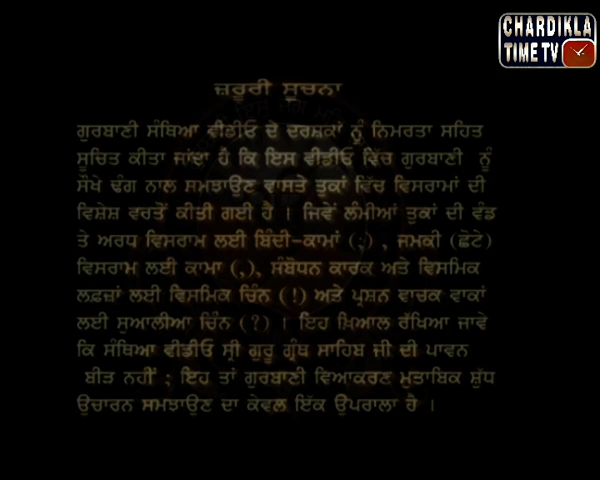 CHARDIKLA
TIME TV
ਜ਼ਰੂਰੀ ਸੂਚਨਾ
ਗੁਰਬਾਣੀ ਸੰਥਿਆ ਵੀਡੀਓ ਦੇ ਦਰਸ਼ਕਾਂ ਨੂੰ ਨਿਮਰਤਾ ਸਹਿਤ
ਸੂਚਿਤ ਕੀਤਾ ਜਾਂਦਾ ਹੈ ਕਿ ਇਸ ਵੀਡੀਓ ਵਿਚ ਗੁਰਬਾਣੀ ਨੂੰ
ਸੌਖੇ ਢੰਗ ਨਾਲ ਸਮਝਾਉਣ ਵਾਸਤੇ ਤੁਕਾਂ ਵਿੱਚ ਵਿਸਰਾਮਾਂ ਦੀ
ਵਿਸ਼ੇਸ਼ ਵਰਤੋਂ ਕੀਤੀ ਗਈ ਹੈ । ਜਿਵੇਂ ਲੰਮੀਆਂ ਤੁਕਾਂ ਦੀ ਵੰਡ
ਤੇ ਅਰਧ ਵਿਸਰਾਮ ਲਈ ਬਿੰਦੀ-ਕਾਮਾਂ (;) , ਜਮਕੀ (ਛੋਟੇ)
ਵਿਸਰਾਮ ਲਈ ਕਾਮਾ (,), ਸੰਬੋਧਨ ਕਾਰਕ ਅਤੇ ਵਿਸਮਿਕ
ਲਫ਼ਜ਼ਾਂ ਲਈ ਵਿਸਮਿਕ ਚਿੰਨ (!) ਅਤੇ ਪ੍ਰਸ਼ਨ ਵਾਚਕ ਵਾਕਾਂ
ਲਈ ਸੁਆਲੀਆ ਚਿੰਨ (?) । ਇਹ ਖ਼ਿਆਲ ਰੱਖਿਆ ਜਾਵੇ
ਕਿ ਸੰਥਿਆ ਵੀਡੀਓ ਸ੍ਰੀ ਗੁਰੂ ਗ੍ਰੰਥ ਸਾਹਿਬ ਜੀ ਦੀ ਪਾਵਨ
ਬੀੜ ਨਹੀਂ ; ਇਹ ਤਾਂ ਗੁਰਬਾਣੀ ਵਿਆਕਰਣ ਮੁਤਾਬਿਕ ਸ਼ੁੱਧ
ਉਚਾਰਨ ਸਮਝਾਉਣ ਦਾ ਕੇਵਲ ਇੱਕ ਉਪਰਾਲਾ ਹੈ ।